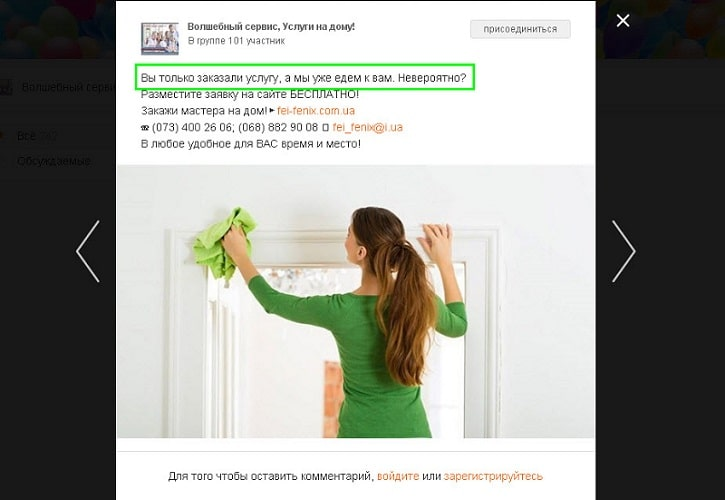 Волшебный сервис, Услуги на дому!
В группе 101 участник
присоединиться
Вы только заказали услугу, а мы уже едем к вам. Невероятно?
Разместите заявку на сайте БЕСПЛАТНО!
Закажи мастера на дом!► fei-fenix.com.ua
☎ (073) 400 26 06; (068) 882 90 08 fei_fenix@i.ua
В любое удобное для ВАС время и место!
Волшебный серви
Все
Обсуждаемые
Для того чтобы оставить комментарий, войдите или зарегистрируйтесь